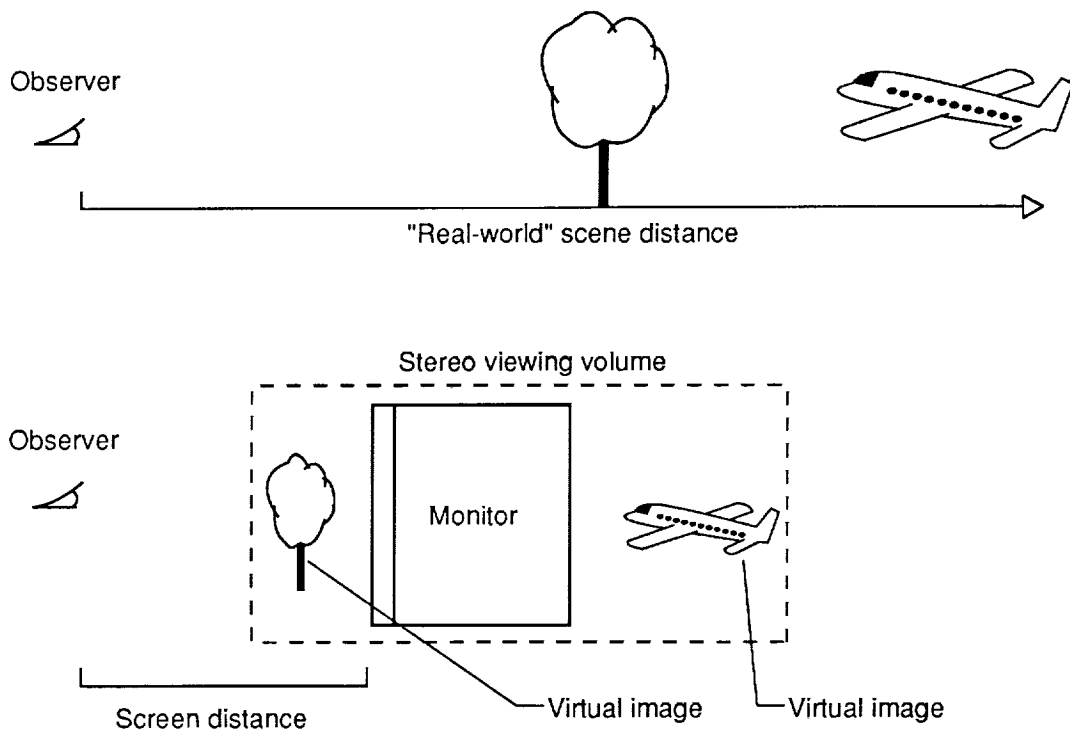 Observer
"Real-world" scene distance
Stereo viewing volume
Observer
Monitor
Screen distance
Virtual image
Virtual image